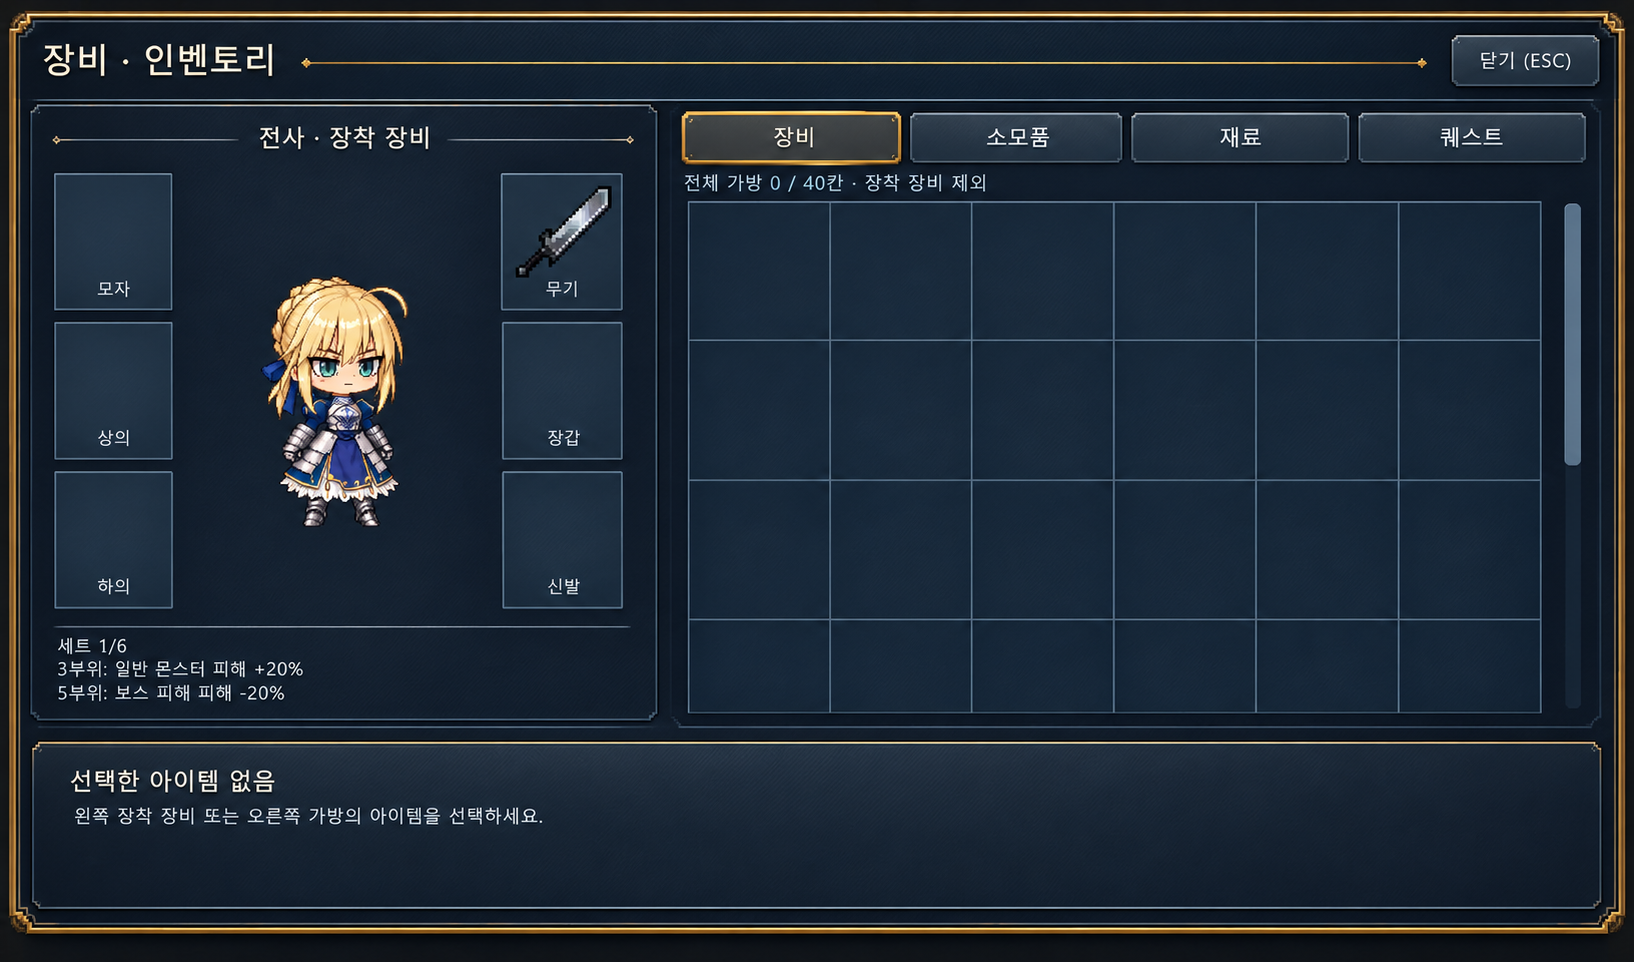 장비 · 인벤토리
닫기 (ESC)
전사 · 장착 장비
모자
무기
상의
장갑
하의
신발
세트 1/6
3부위: 일반 몬스터 피해 +20%
5부위: 보스 피해 피해 -20%
장비
소모품
재료
퀘스트
전체 가방 0 / 40칸 · 장착 장비 제외
선택한 아이템 없음
왼쪽 장착 장비 또는 오른쪽 가방의 아이템을 선택하세요.